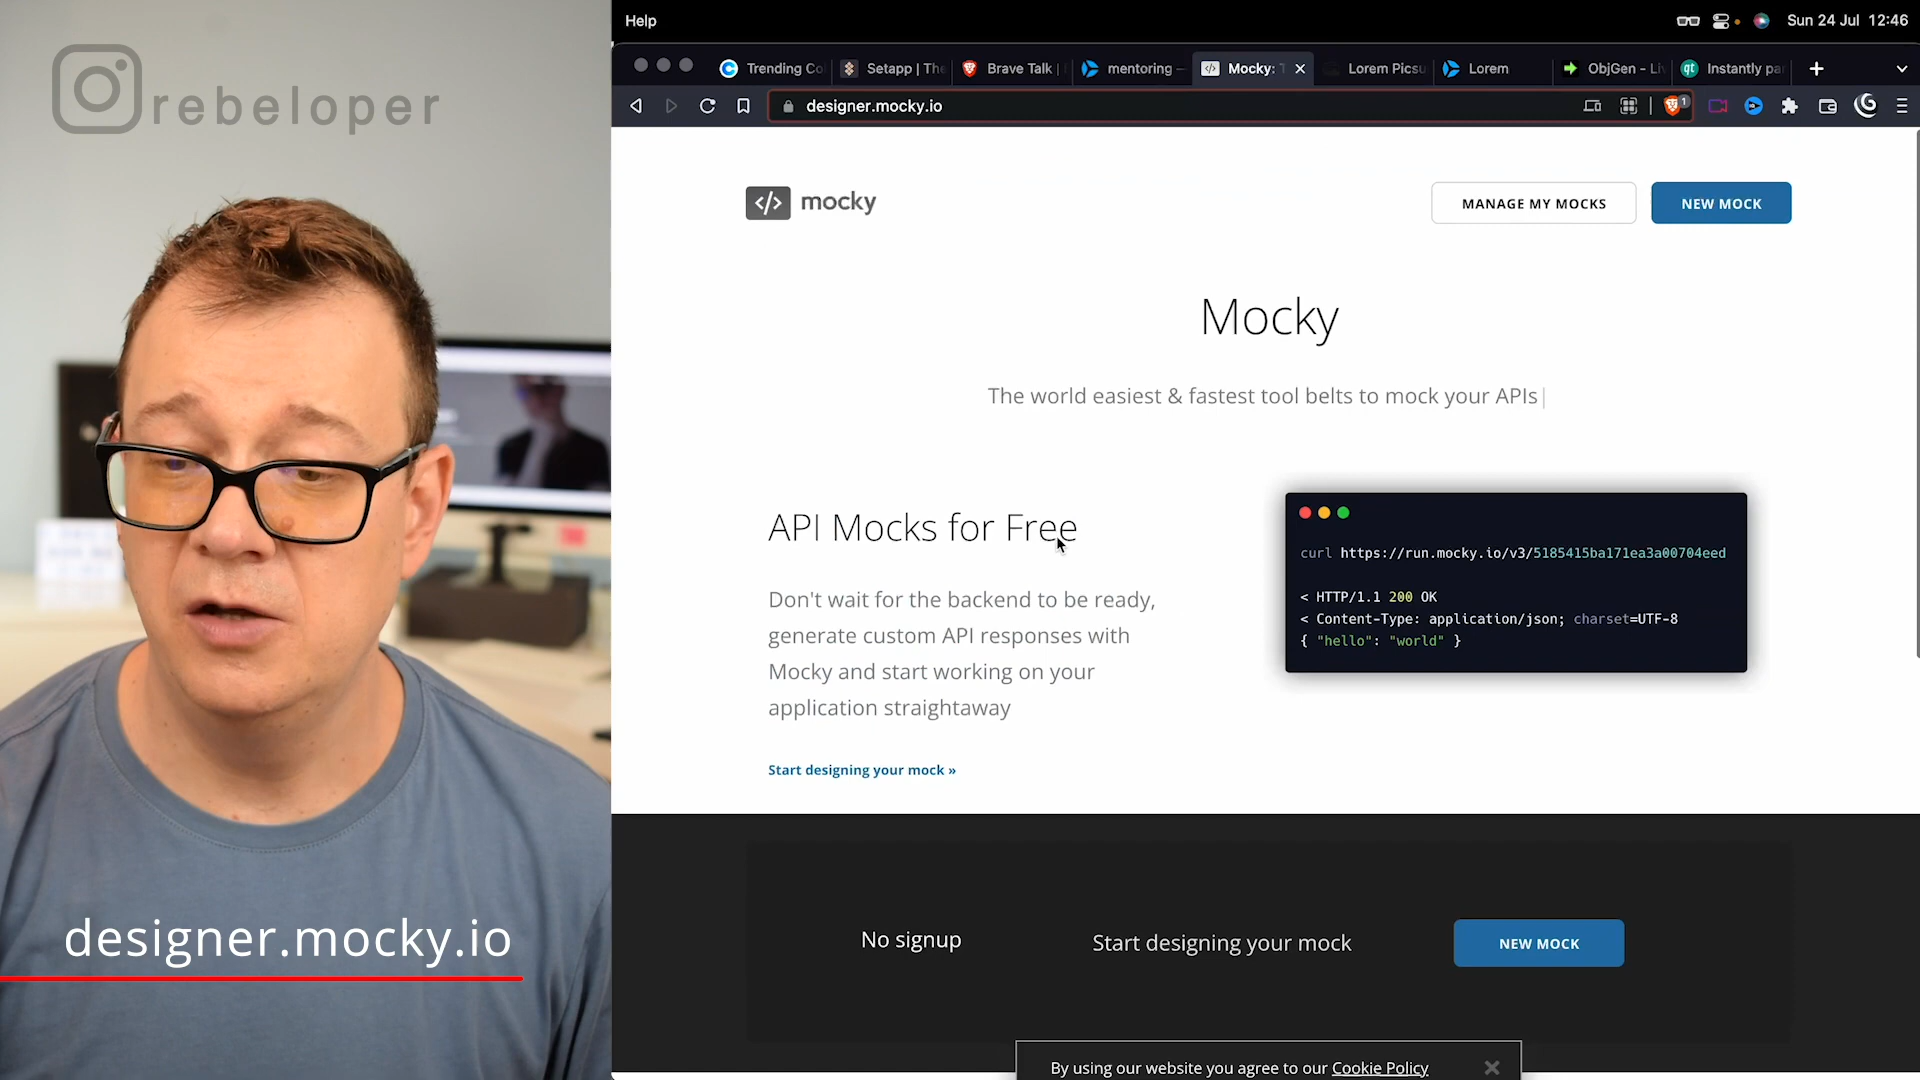 Help
Sun 24 Jul 12:46
rebeloper
Trending Co
Setapp | The
Brave Talk |
mentoring –
Mocky: T
Lorem Picsu
Lorem
ObjGen - Li
Instantly pa
designer.mocky.io
1
</> mocky
MANAGE MY MOCKS
NEW MOCK
Mocky
The world easiest & fastest tool belts to mock your APIs
API Mocks for Free
Don't wait for the backend to be ready,
generate custom API responses with
Mocky and start working on your
application straightaway
Start designing your mock »
curl https://run.mocky.io/v3/5185415ba171ea3a00704eed
< HTTP/1.1 200 OK
< Content-Type: application/json; charset=UTF-8
{ "hello": "world" }
designer.mocky.io
No signup
Start designing your mock
NEW MOCK
By using our website you agree to our Cookie Policy